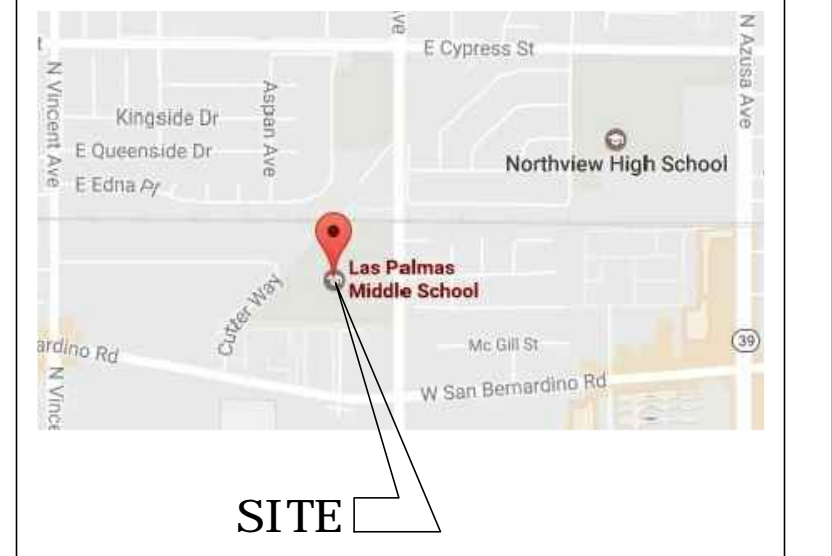 t
ve
E Cypress St
N Azusa Ave
N Vincent Ave
Kingside Dr
Aspan Ave
E Queenside Dr
Northview High School
E Edna Pl
Las Palmas
Middle School
Cutter Way
39
ardino Rd
Mc Gill St
W San Bernardino Rd
N Vince
SITE